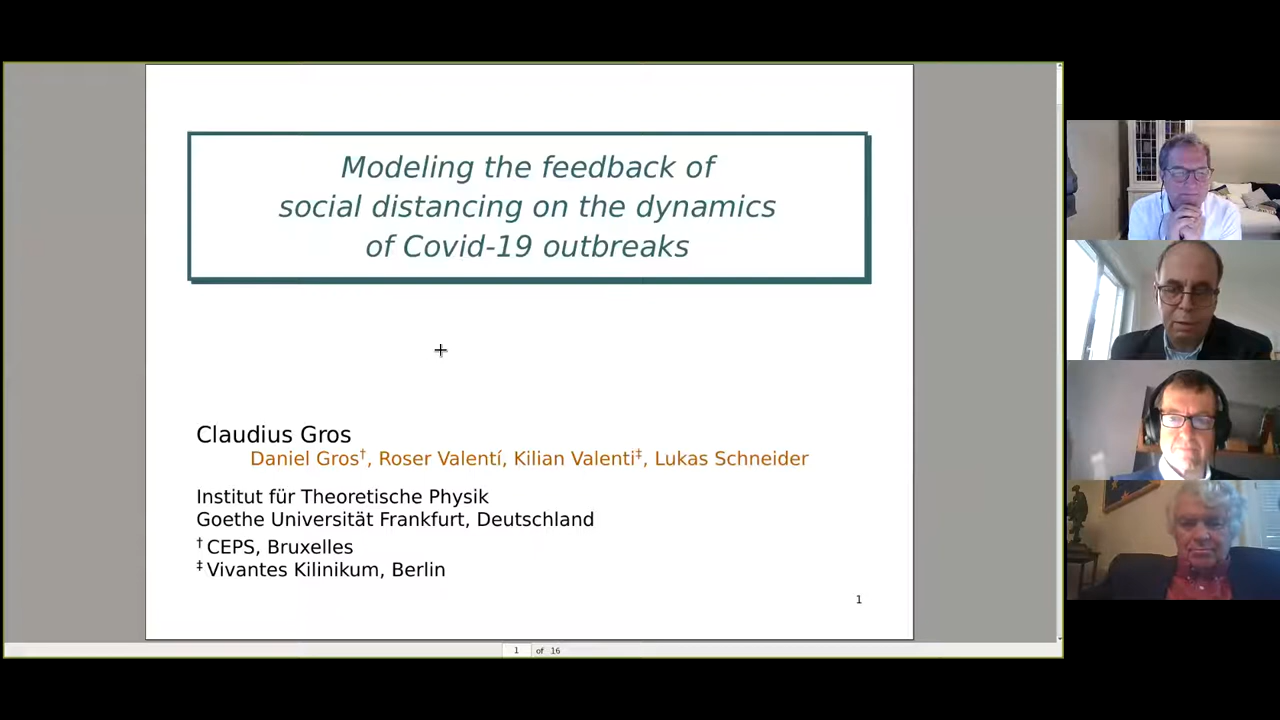 Modeling the feedback of
social distancing on the dynamics
of Covid-19 outbreaks
Claudius Gros
Daniel Gros†, Roser Valentí, Kilian Valenti‡, Lukas Schneider
Institut für Theoretische Physik
Goethe Universität Frankfurt, Deutschland
† CEPS, Bruxelles
‡ Vivantes Kilinikum, Berlin
1
1 of 16